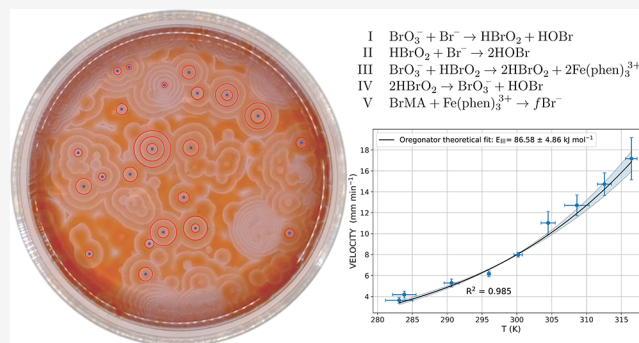 I BrO₃⁻ + Br⁻ → HBrO₂ + HOBr
II HBrO₂ + Br⁻ → 2HOBr
III BrO₃⁻ + HBrO₂ → 2HBrO₂ + 2Fe(phen)₃³⁺
IV 2HBrO₂ → BrO₃⁻ + HOBr
V BrMA + Fe(phen)₃³⁺ → fBr⁻
Oregonator theoretical fit: E_III= 86.58 ± 4.86 kJ mol⁻¹
VELOCITY (mm min⁻¹)
18
16
14
12
10
8
6
4
R² = 0.985
280 285 290 295 300 305 310 315
T (K)